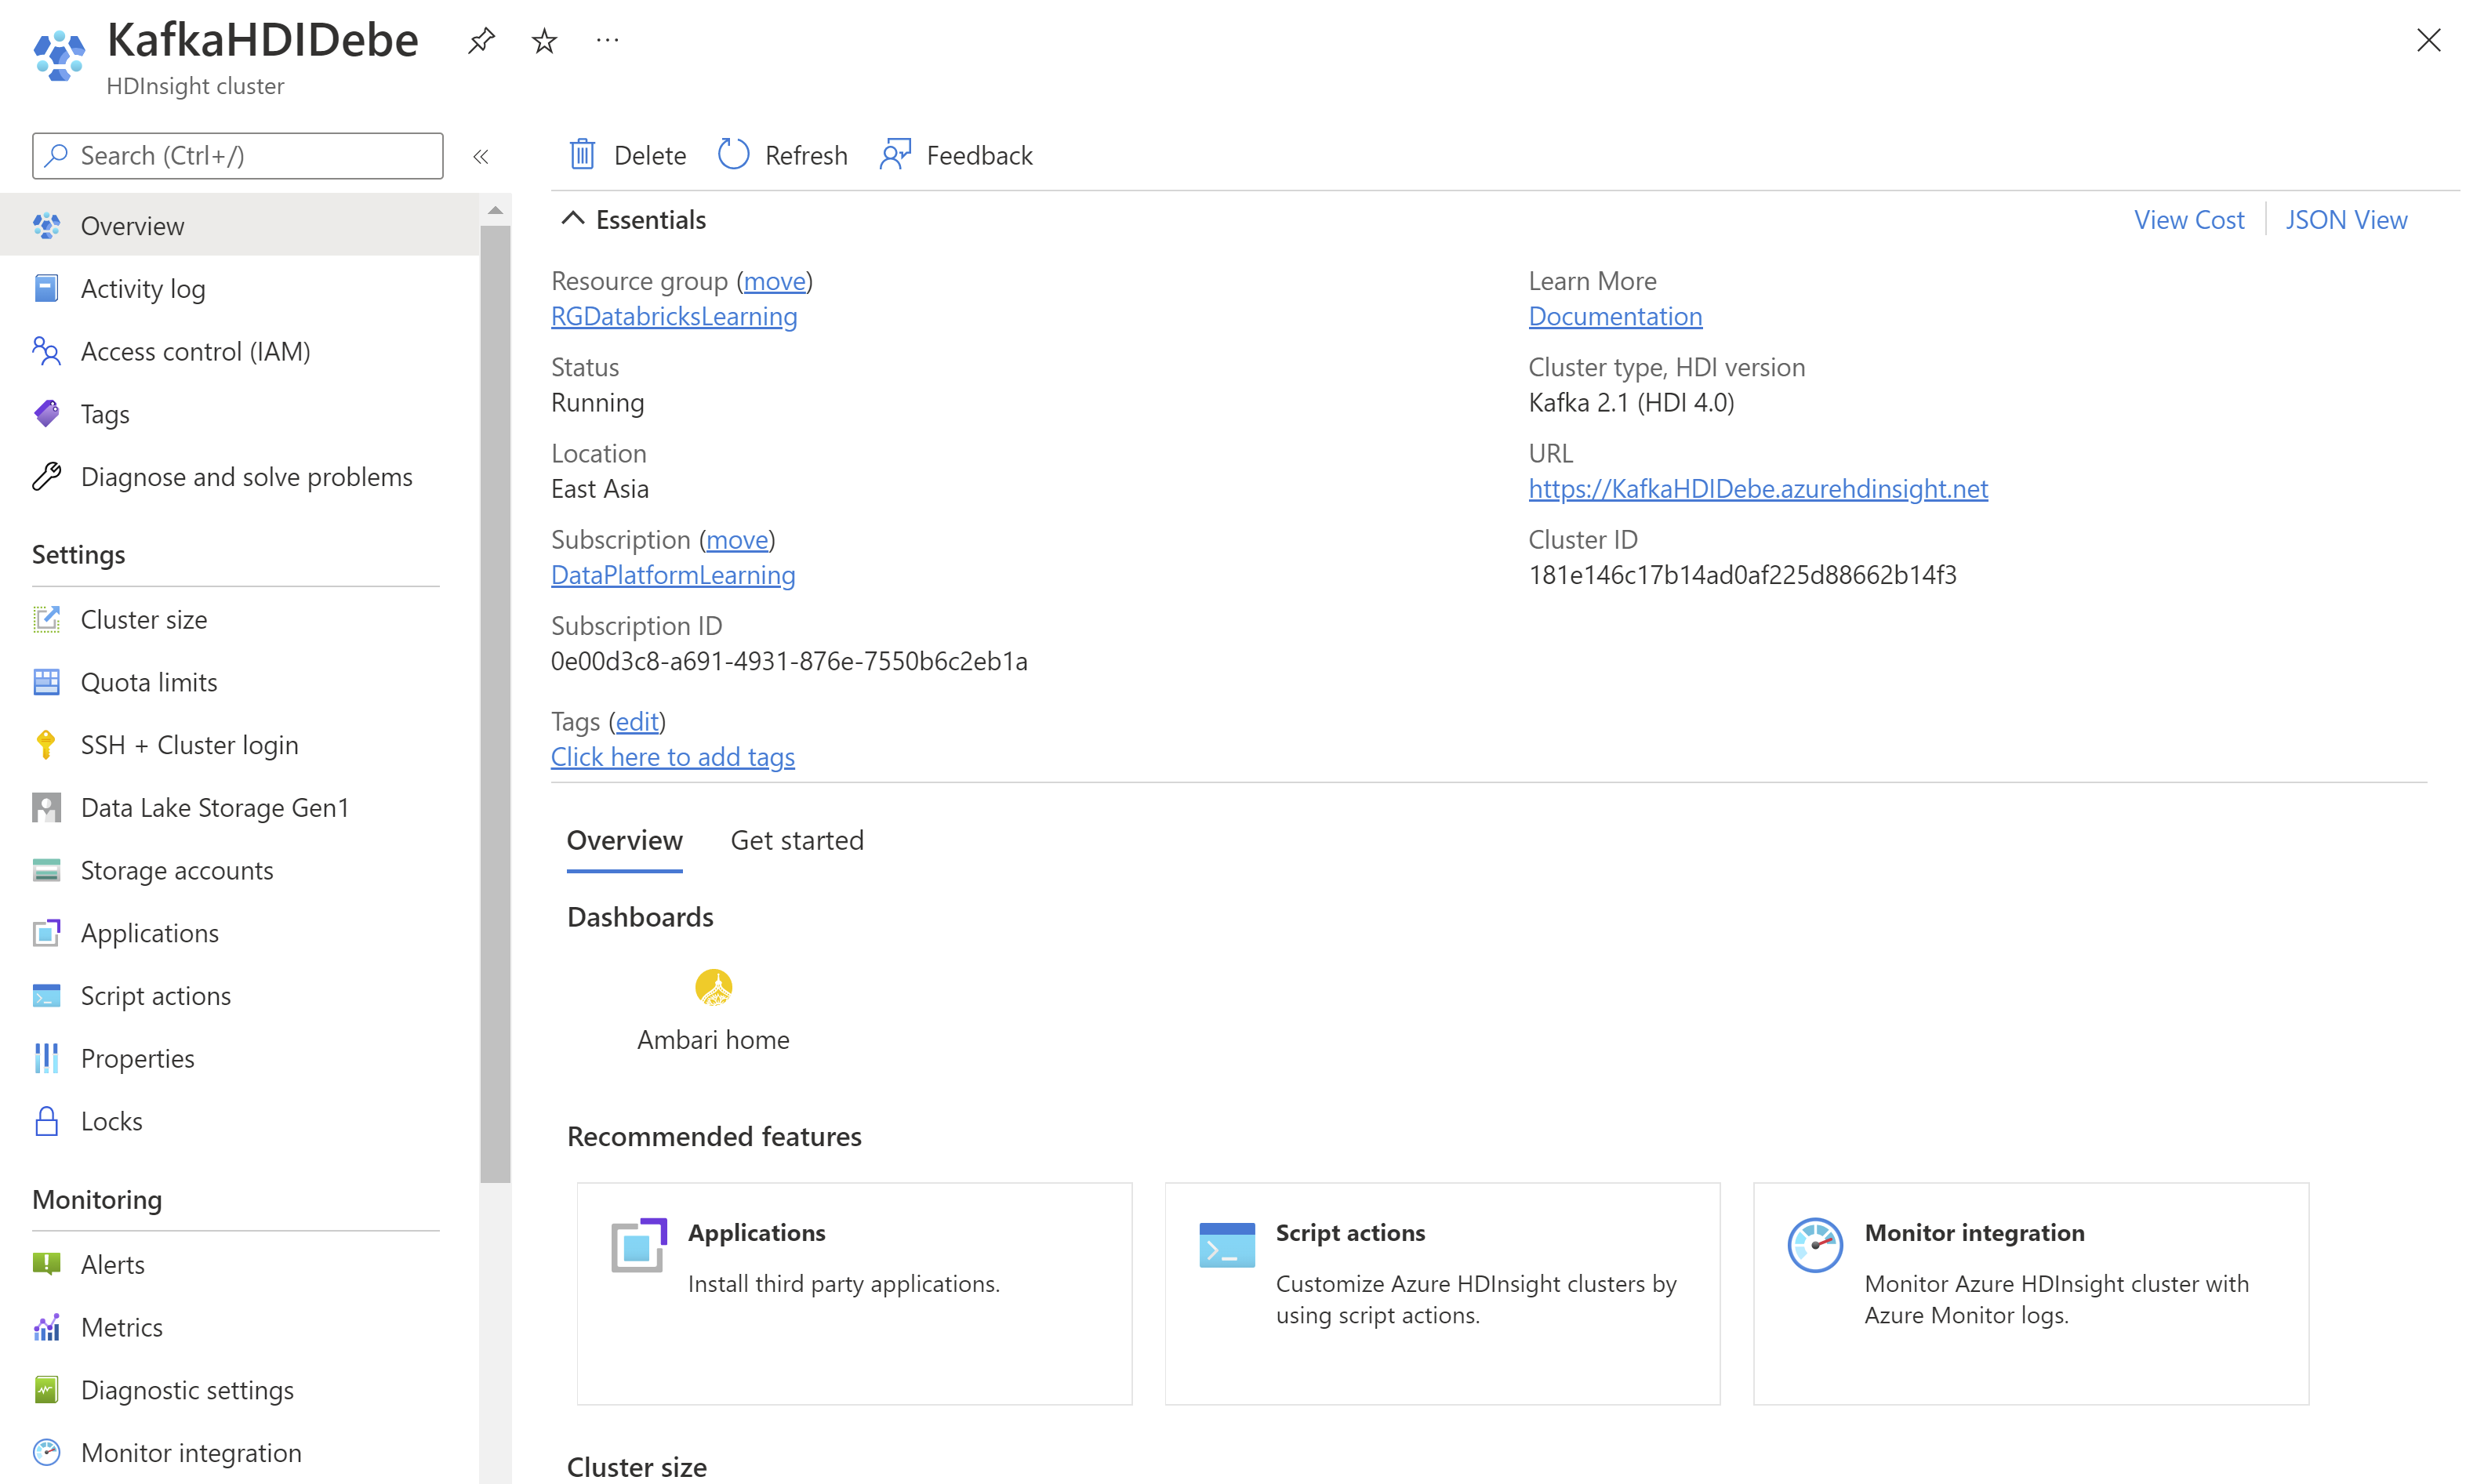 KafkaHDIDebe
HDInsight cluster
Search (Ctrl+/)
Overview
Activity log
Access control (IAM)
Tags
Diagnose and solve problems
Settings
Cluster size
Quota limits
SSH + Cluster login
Data Lake Storage Gen1
Storage accounts
Applications
Script actions
Properties
Locks
Monitoring
Alerts
Metrics
Diagnostic settings
Monitor integration
Delete Refresh Feedback
Essentials
View Cost JSON View
Resource group (move)
RGDatabricksLearning
Status
Running
Location
East Asia
Subscription (move)
DataPlatformLearning
Subscription ID
0e00d3c8-a691-4931-876e-7550b6c2eb1a
Tags (edit)
Click here to add tags
Learn More
Documentation
Cluster type, HDI version
Kafka 2.1 (HDI 4.0)
URL
https://KafkaHDIDebe.azurehdinsight.net
Cluster ID
181e146c17b14ad0af225d88662b14f3
Overview Get started
Dashboards
Ambari home
Recommended features
Applications
Install third party applications.
Script actions
Customize Azure HDInsight clusters by
using script actions.
Monitor integration
Monitor Azure HDInsight cluster with
Azure Monitor logs.
Cluster size